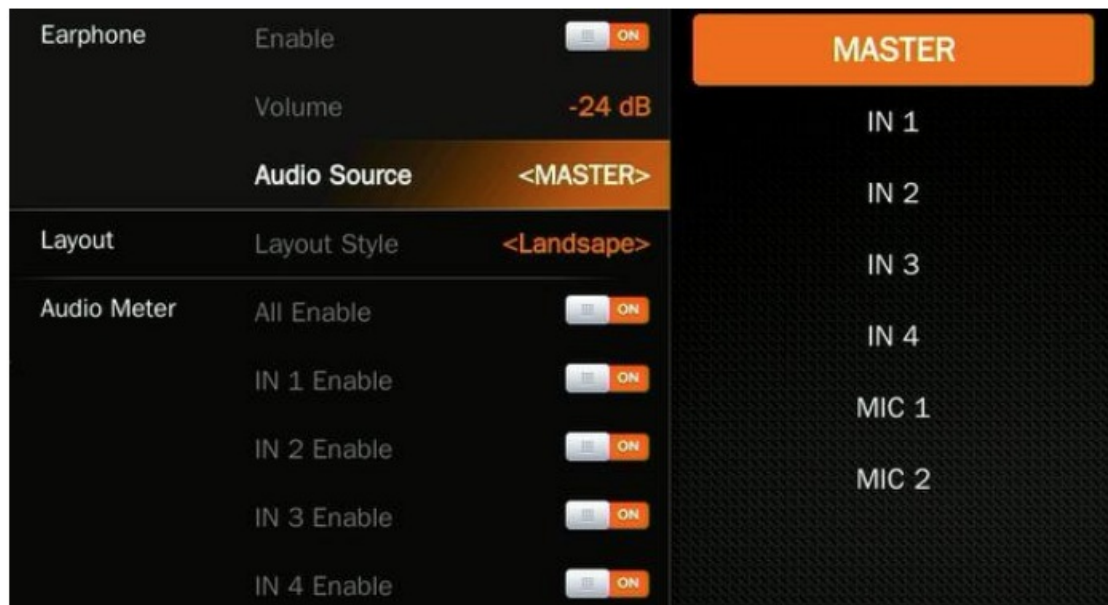 Earphone Enable ON
Volume -24 dB
Audio Source <MASTER>
Layout Layout Style <Landsape>
Audio Meter All Enable ON
IN 1 Enable ON
IN 2 Enable ON
IN 3 Enable ON
IN 4 Enable ON
MASTER
IN 1
IN 2
IN 3
IN 4
MIC 1
MIC 2